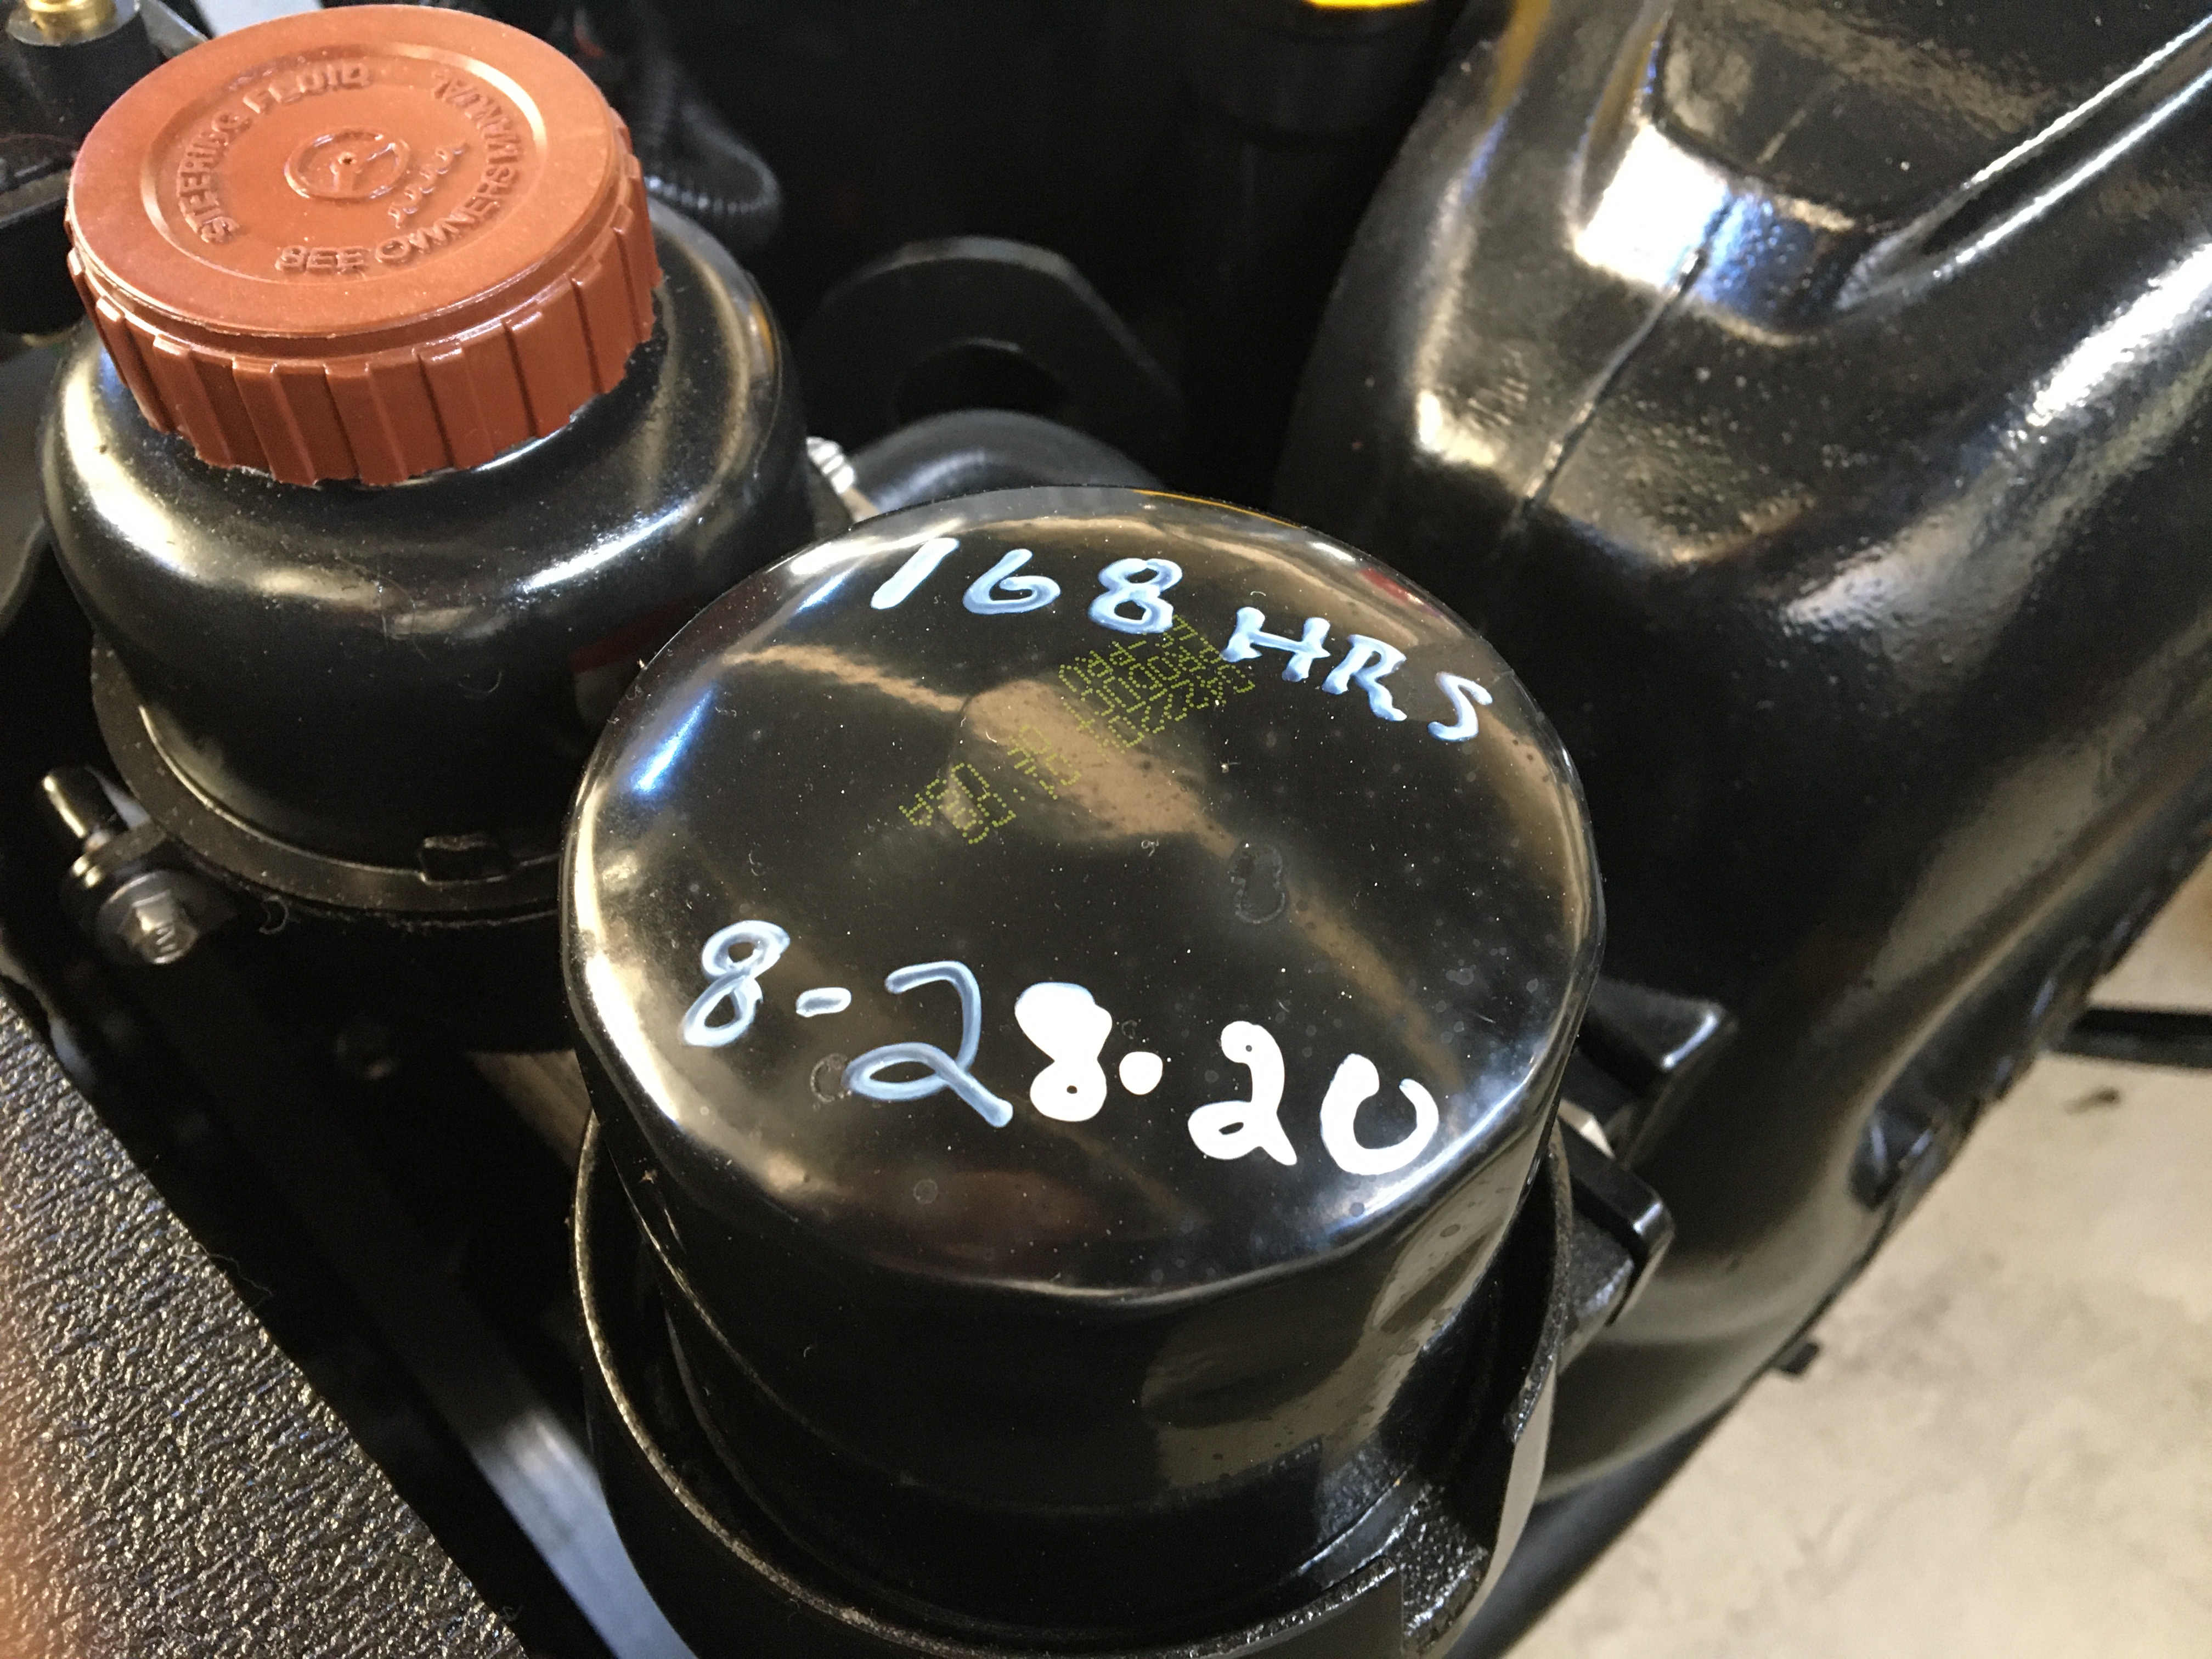 STEERING FLUID
SEE OWNERS MANUAL
168 HRS
8-28.20